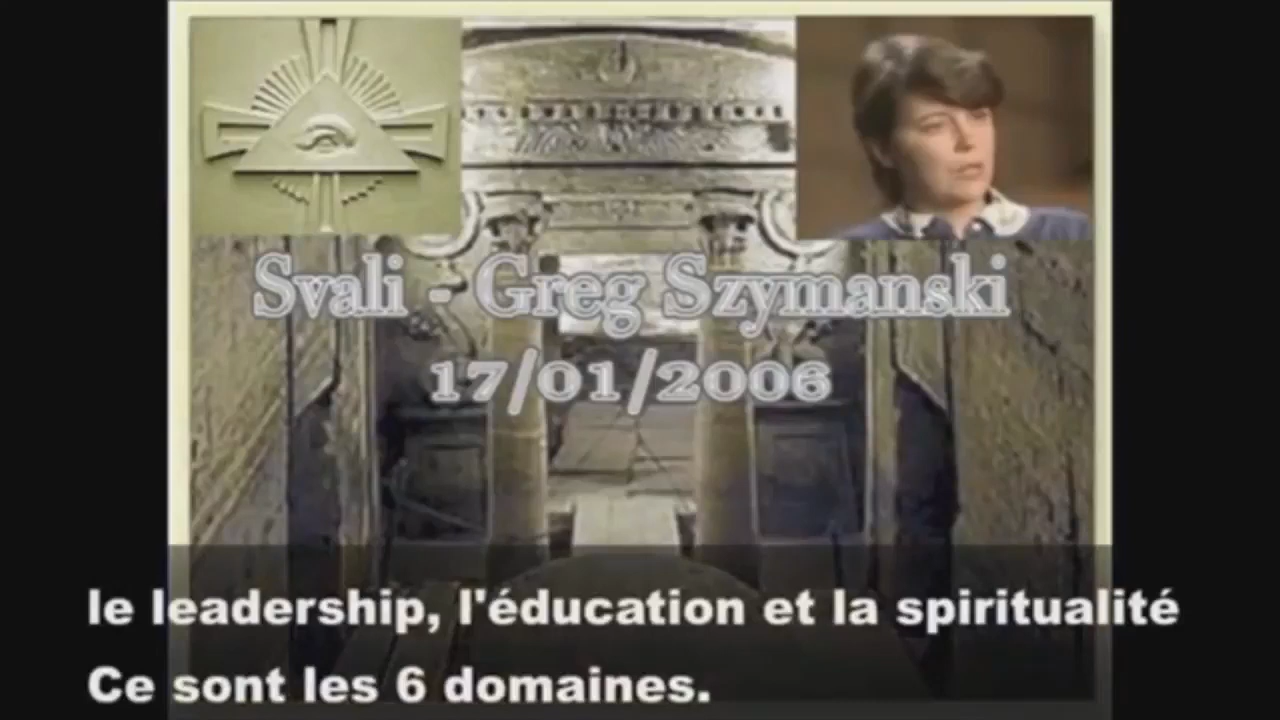 Svali - Greg Szymanski
17/01/2006
le leadership, l'éducation et la spiritualité
Ce sont les 6 domaines.